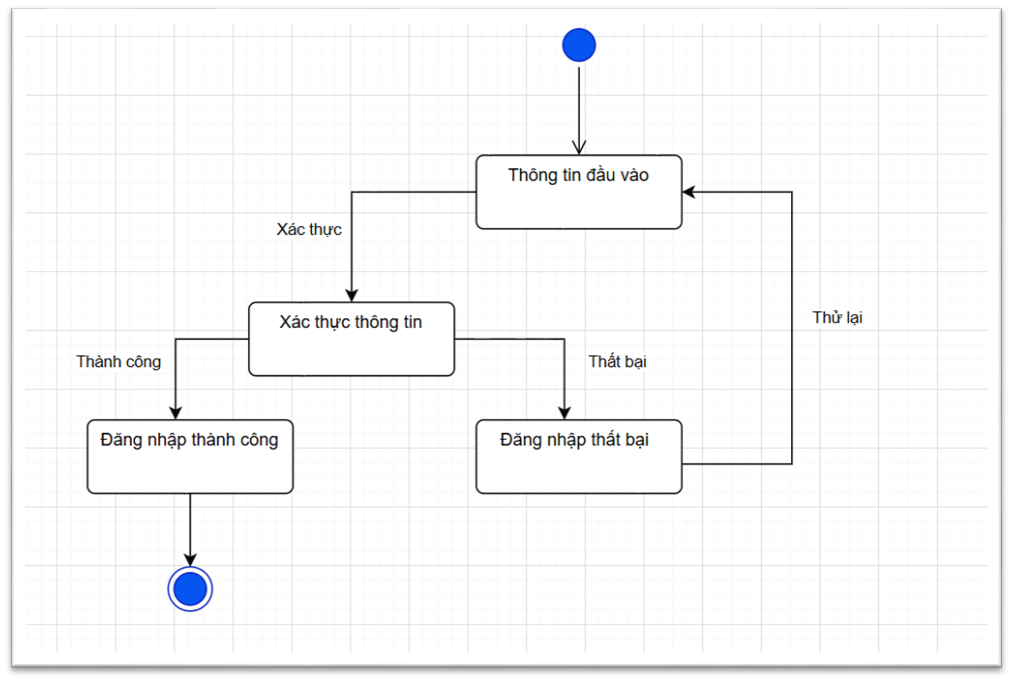 Thông tin đầu vào
Xác thực
Xác thực thông tin
Thử lại
Thành công
Thất bại
Đăng nhập thành công
Đăng nhập thất bại